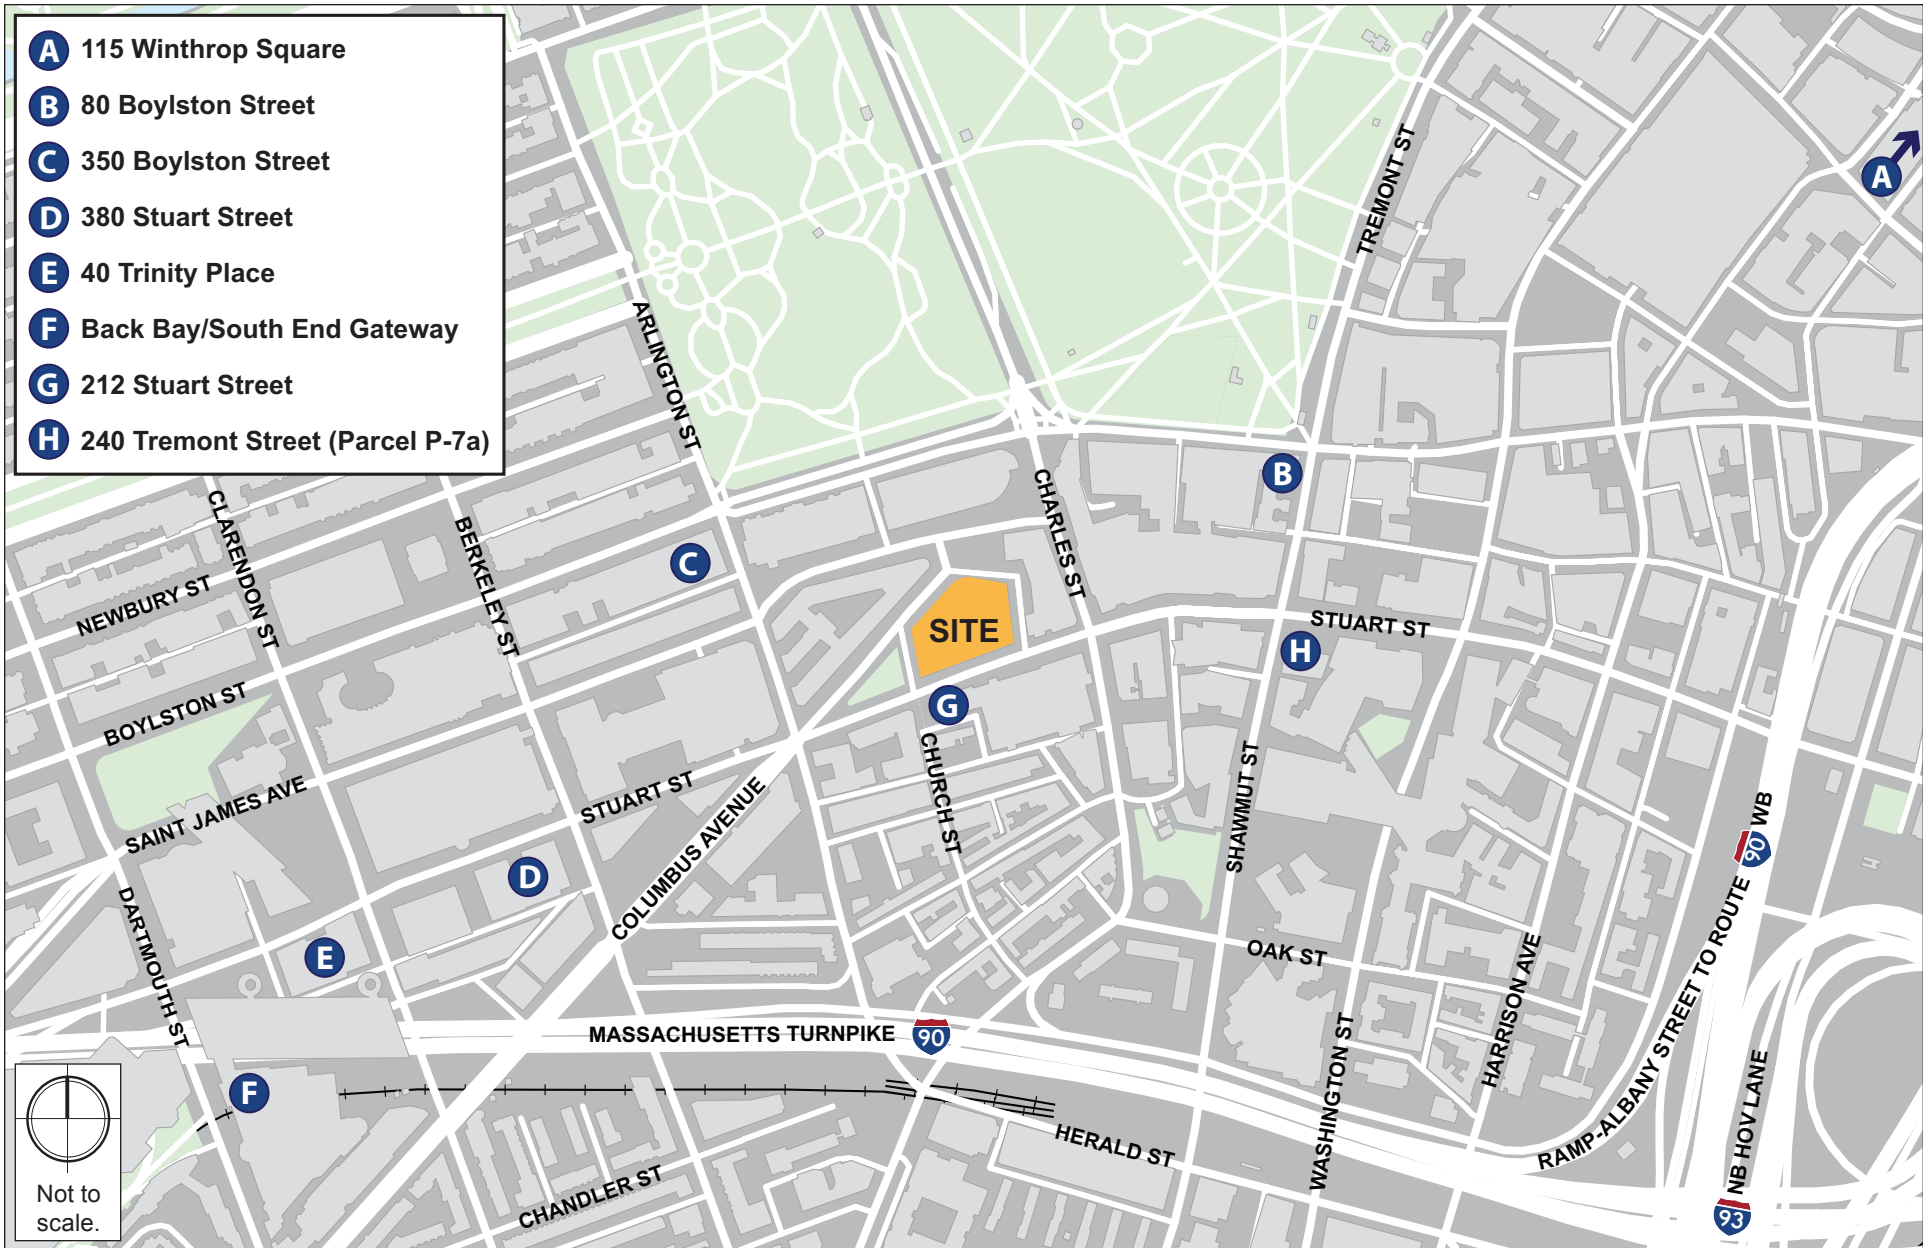 A 115 Winthrop Square
B 80 Boylston Street
C 350 Boylston Street
D 380 Stuart Street
E 40 Trinity Place
F Back Bay/South End Gateway
G 212 Stuart Street
H 240 Tremont Street (Parcel P-7a)
TREMONT ST
A
ARLINGTON ST
B
CHARLES ST
CLARENDON ST
BERKELEY ST
C
NEWBURY ST
SITE
STUART ST
H
BOYLSTON ST
G
CHURCH ST
SHAWMUT ST
SAINT JAMES AVE
STUART ST
COLUMBUS AVENUE
90
RAMP-ALBANY STREET TO ROUTE 90 WB
D
DARTMOUTH ST
E
OAK ST
HARRISON AVE
MASSACHUSETTS TURNPIKE
90
WASHINGTON ST
NB HOV LANE
F
HERALD ST
CHANDLER ST
93
Not to
scale.